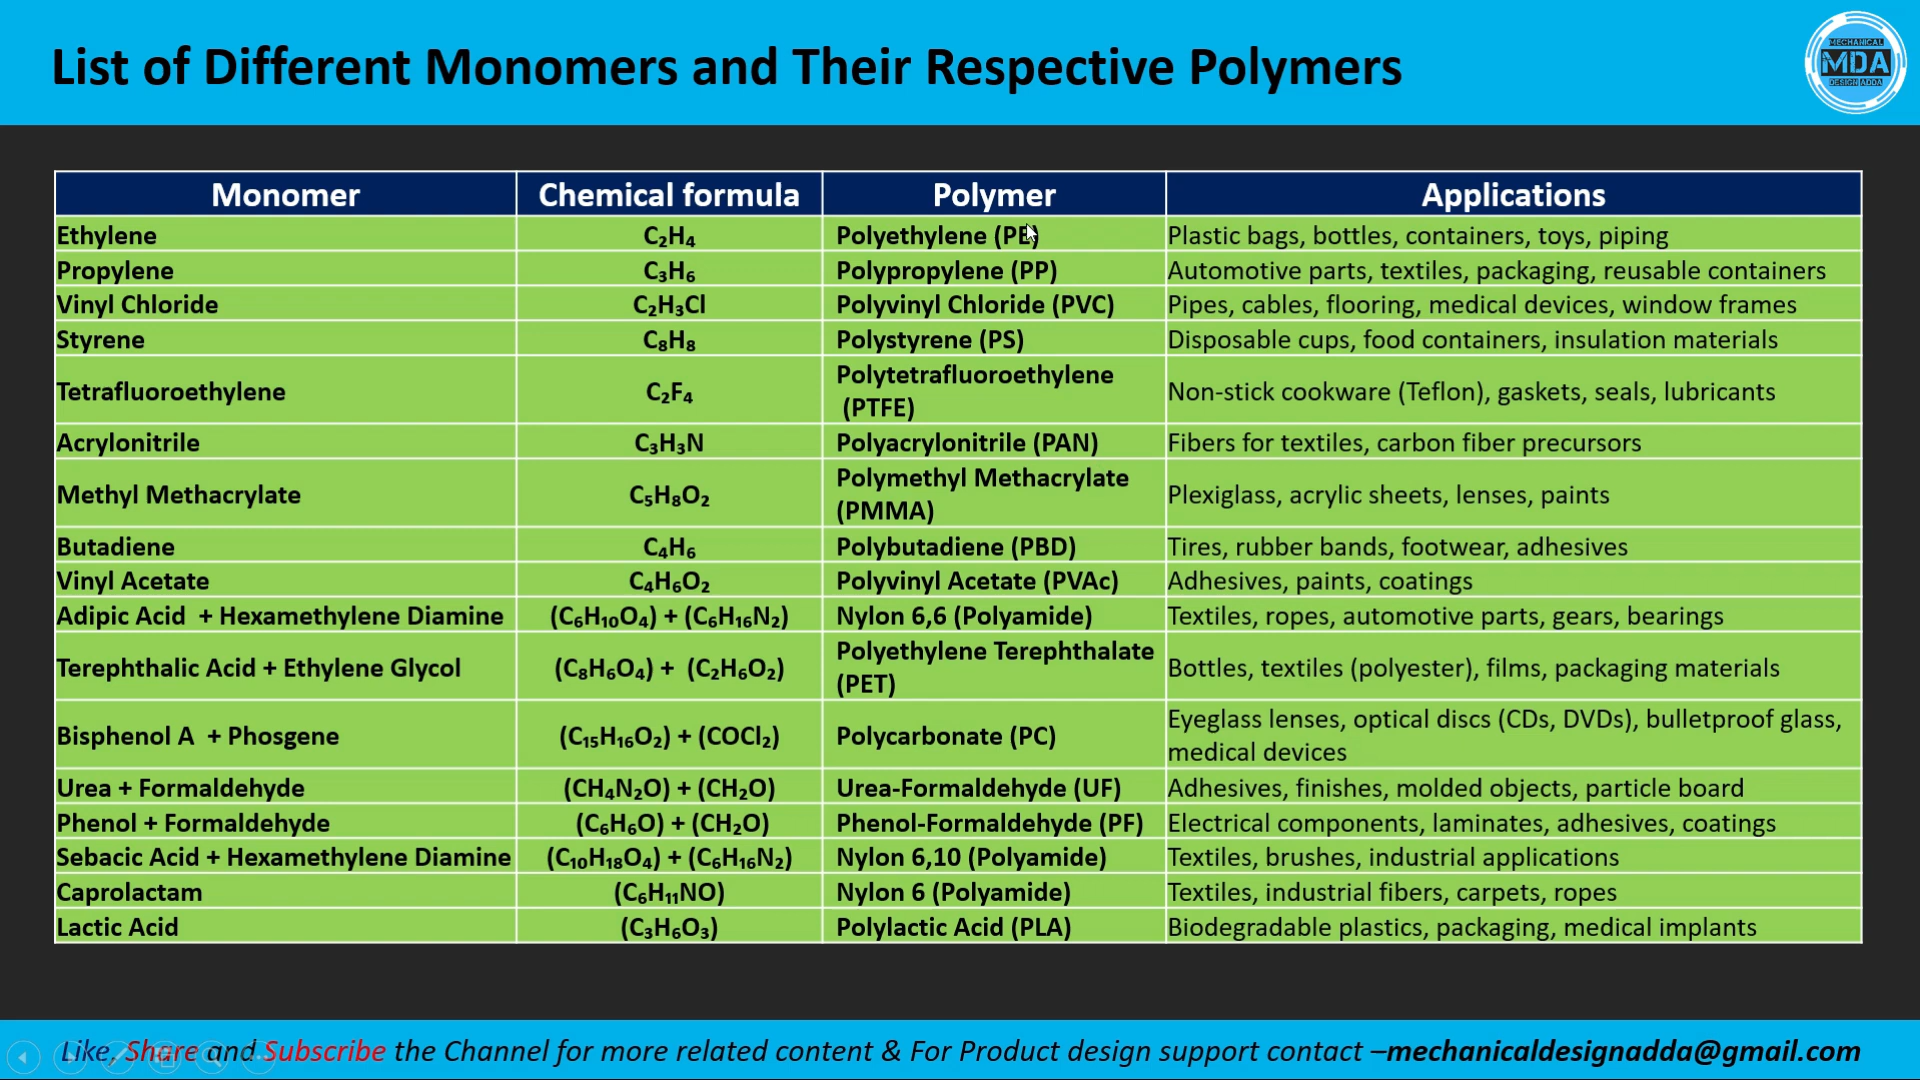 List of Different Monomers and Their Respective Polymers
MECHANICAL
MDA
DESIGN ADDA
Monomer Chemical formula Polymer Applications
Ethylene C₂H₄ Polyethylene (PE) Plastic bags, bottles, containers, toys, piping
Propylene C₃H₆ Polypropylene (PP) Automotive parts, textiles, packaging, reusable containers
Vinyl Chloride C₂H₃Cl Polyvinyl Chloride (PVC) Pipes, cables, flooring, medical devices, window frames
Styrene C₈H₈ Polystyrene (PS) Disposable cups, food containers, insulation materials
Tetrafluoroethylene C₂F₄ Polytetrafluoroethylene
(PTFE) Non-stick cookware (Teflon), gaskets, seals, lubricants
Acrylonitrile C₃H₃N Polyacrylonitrile (PAN) Fibers for textiles, carbon fiber precursors
Methyl Methacrylate C₅H₈O₂ Polymethyl Methacrylate
(PMMA) Plexiglass, acrylic sheets, lenses, paints
Butadiene C₄H₆ Polybutadiene (PBD) Tires, rubber bands, footwear, adhesives
Vinyl Acetate C₄H₆O₂ Polyvinyl Acetate (PVAc) Adhesives, paints, coatings
Adipic Acid + Hexamethylene Diamine (C₆H₁₀O₄) + (C₆H₁₆N₂) Nylon 6,6 (Polyamide) Textiles, ropes, automotive parts, gears, bearings
Terephthalic Acid + Ethylene Glycol (C₈H₆O₄) + (C₂H₆O₂) Polyethylene Terephthalate
(PET) Bottles, textiles (polyester), films, packaging materials
Bisphenol A + Phosgene (C₁₅H₁₆O₂) + (COCl₂) Polycarbonate (PC) Eyeglass lenses, optical discs (CDs, DVDs), bulletproof glass,
medical devices
Urea + Formaldehyde (CH₄N₂O) + (CH₂O) Urea-Formaldehyde (UF) Adhesives, finishes, molded objects, particle board
Phenol + Formaldehyde (C₆H₆O) + (CH₂O) Phenol-Formaldehyde (PF) Electrical components, laminates, adhesives, coatings
Sebacic Acid + Hexamethylene Diamine (C₁₀H₁₈O₄) + (C₆H₁₆N₂) Nylon 6,10 (Polyamide) Textiles, brushes, industrial applications
Caprolactam (C₆H₁₁NO) Nylon 6 (Polyamide) Textiles, industrial fibers, carpets, ropes
Lactic Acid (C₃H₆O₃) Polylactic Acid (PLA) Biodegradable plastics, packaging, medical implants
Like, Share and Subscribe the Channel for more related content & For Product design support contact –mechanicaldesignadda@gmail.com